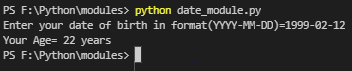 PS F:\Python\modules> python date_module.py
Enter your date of birth in format(YYYY-MM-DD)=1999-02-12
Your Age= 22 years
PS F:\Python\modules>